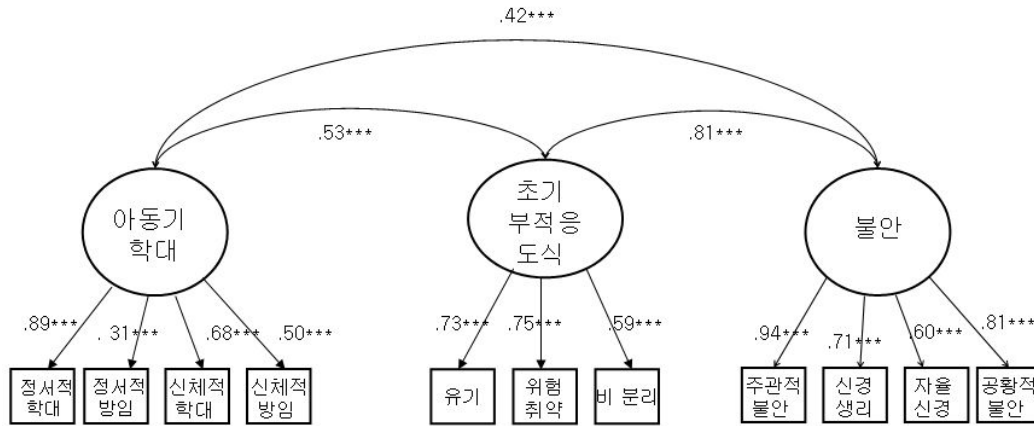 .42***
.53***
.81***
아동기
학대
초기
부적응
도식
불안
.89***
. 31***
.68***
.50***
.73***
.75***
.59***
.94***
.71***
.60***
.81***
정서적
학대
정서적
방임
신체적
학대
신체적
방임
유기
위험
취약
비 분리
주관적
불안
신경
생리
자율
신경
공황적
불안